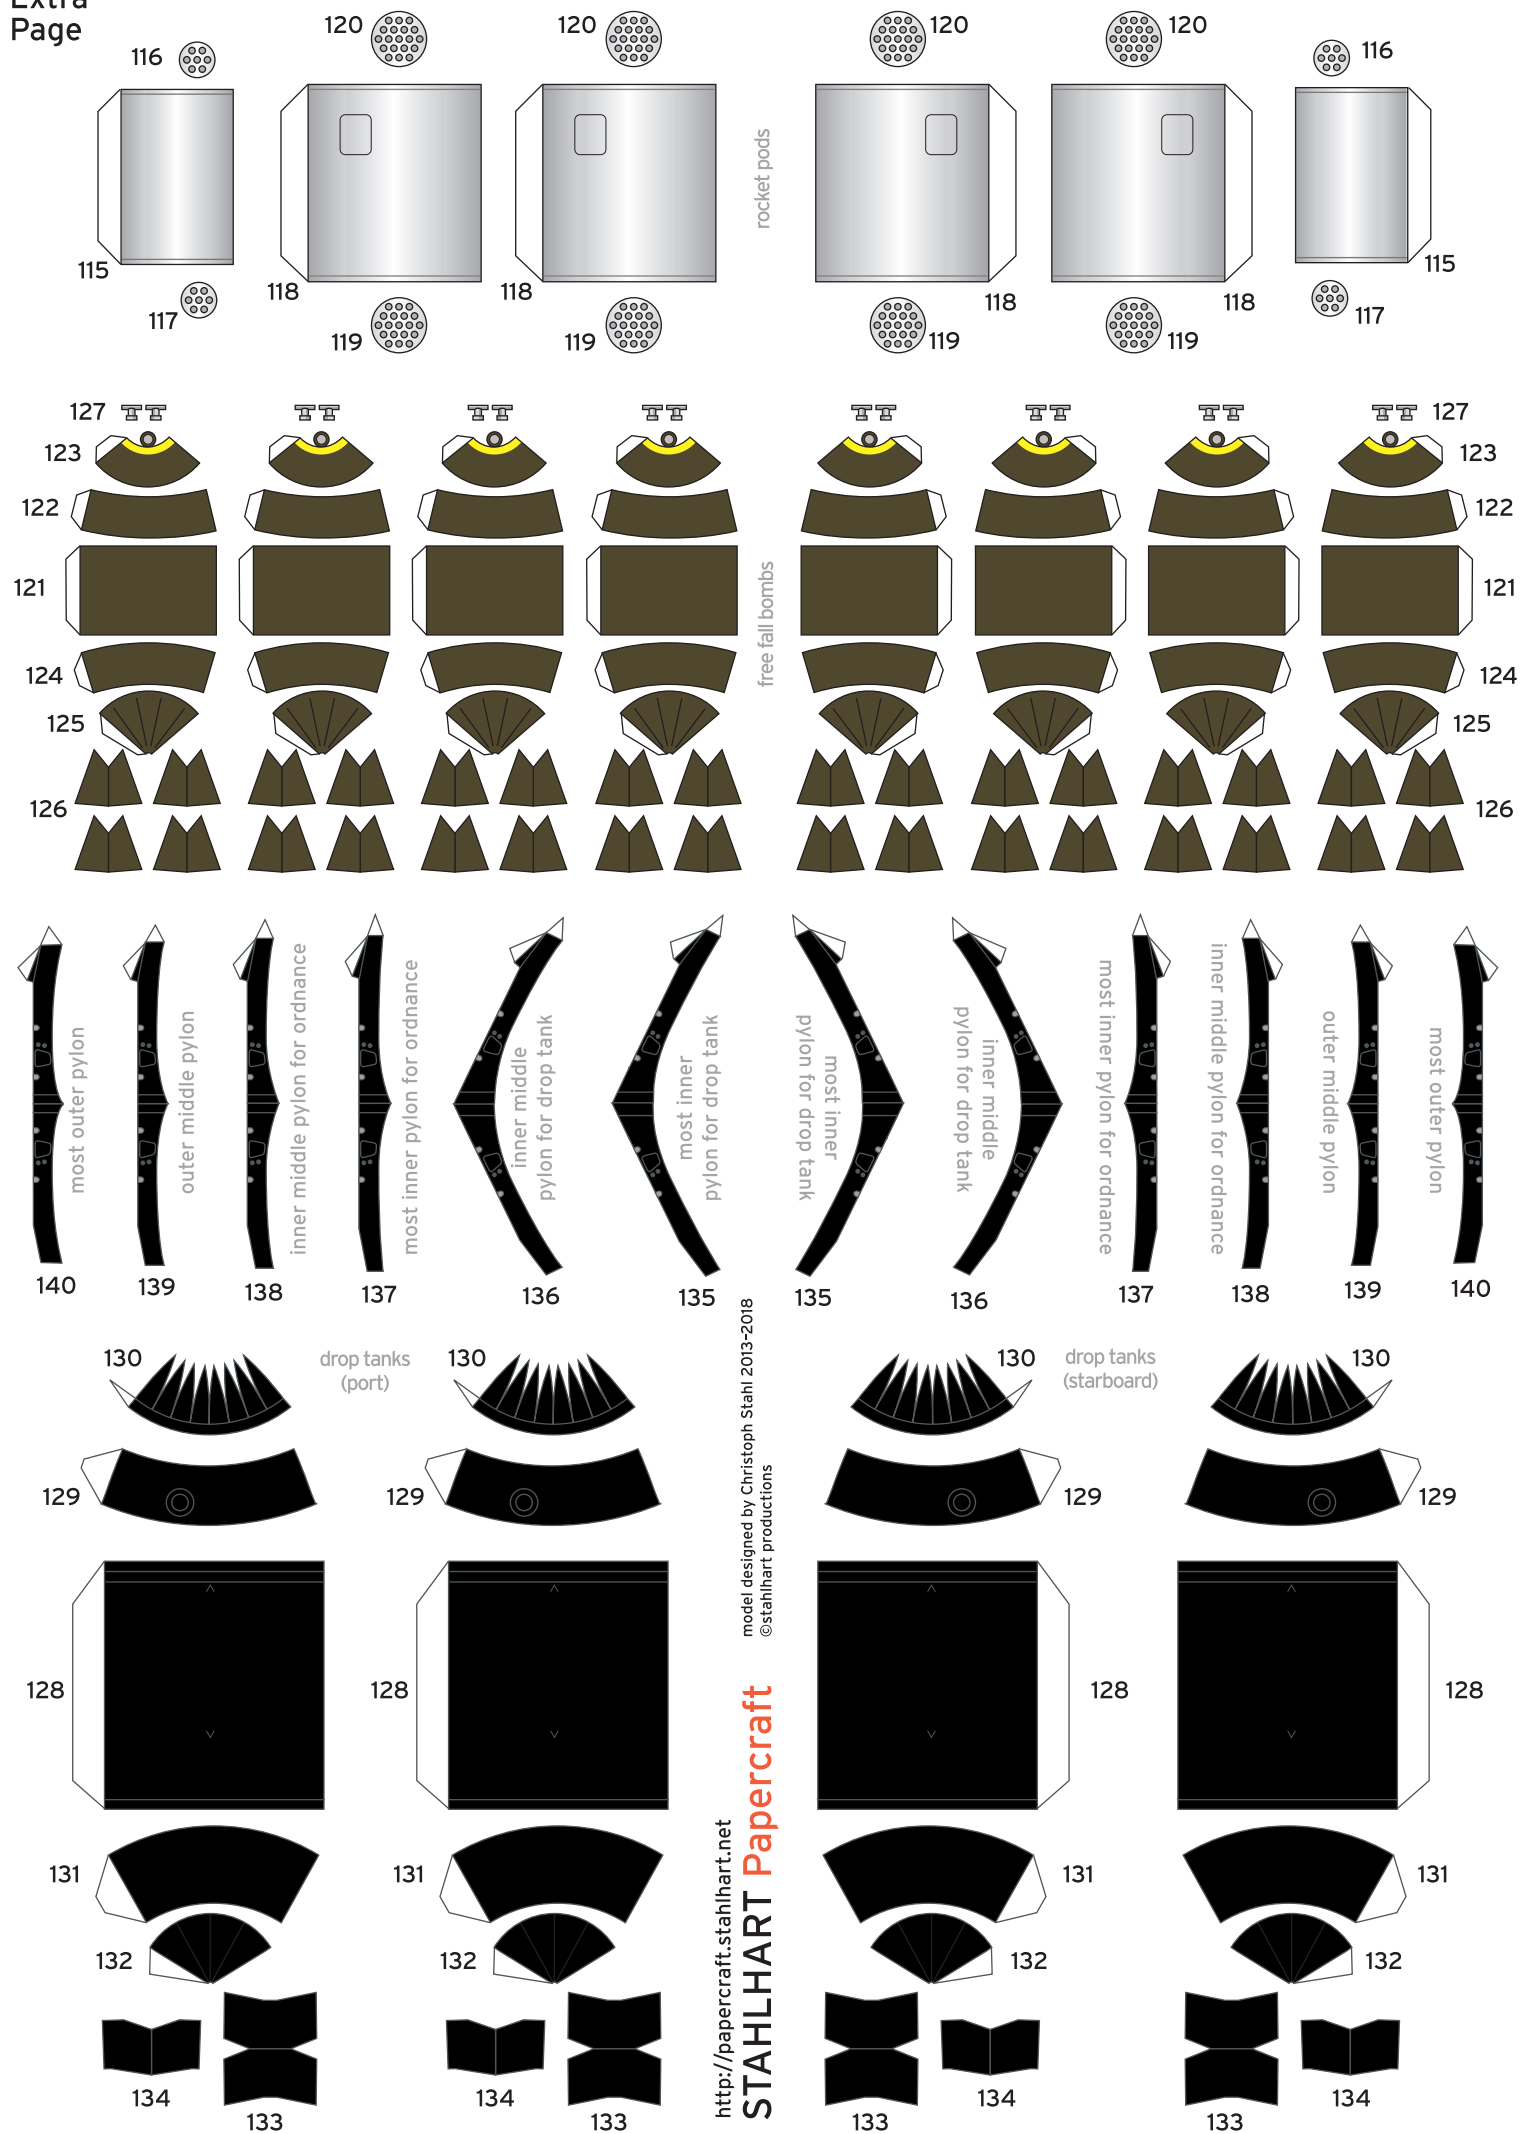 Extra
Page
116
120
120
120
120
116
115
118
118
rocket pods
118
118
115
117
119
119
119
119
117
127
127
123
123
122
122
121
free fall bombs
121
124
124
125
125
126
126
most outer pylon
outer middle pylon
inner middle pylon for ordnance
most inner pylon for ordnance
inner middle
pylon for drop tank
most inner
pylon for drop tank
most inner
pylon for drop tank
inner middle
pylon for drop tank
most inner pylon for ordnance
inner middle pylon for ordnance
outer middle pylon
most outer pylon
140
139
138
137
136
135
135
136
137
138
139
140
130
drop tanks
(port)
130
130
drop tanks
(starboard)
130
129
129
129
129
model designed by Christoph Stahl 2013-2018
©stahlhart productions
128
128
128
128
http://papercraft.stahlhart.net
STAHLHART Papercraft
131
131
131
131
132
132
132
132
134
133
134
133
133
134
133
134